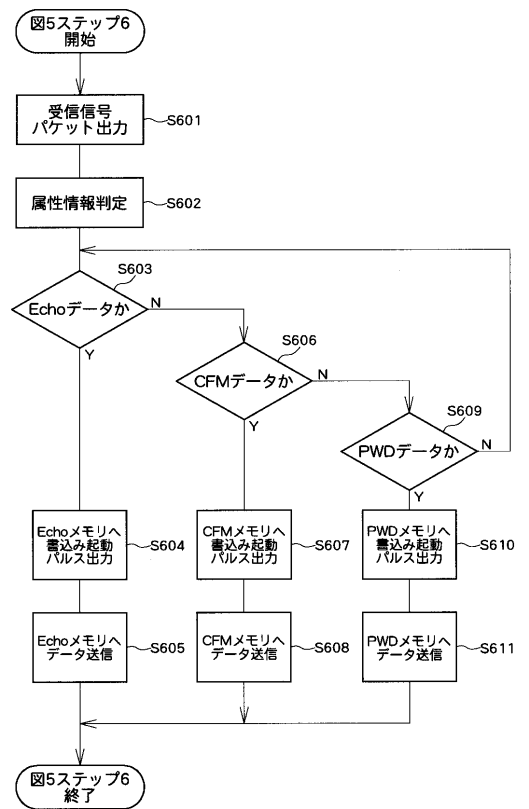 図5ステップ6
開始
受信信号
パケット出力
S601
属性情報判定
S602
S603
Echoデータか
N
Y
S606
CFMデータか
N
Y
S609
PWDデータか
N
Y
Echoメモリへ
書込み起動
パルス出力
S604
CFMメモリへ
書込み起動
パルス出力
S607
PWDメモリへ
書込み起動
パルス出力
S610
Echoメモリへ
データ送信
S605
CFMメモリへ
データ送信
S608
PWDメモリへ
データ送信
S611
図5ステップ6
終了